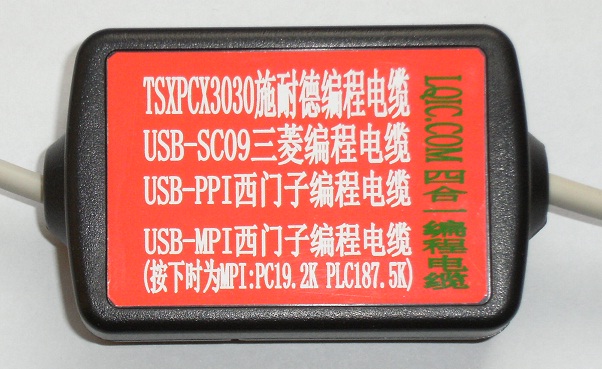 TSXPCX3030施耐德编程电缆
USB-SC09三菱编程电缆
USB-PPI西门子编程电缆
USB-MPI西门子编程电缆
(按下时为MPI:PC19.2K PLC187.5K)
LQIC.COM 四合一编程电缆